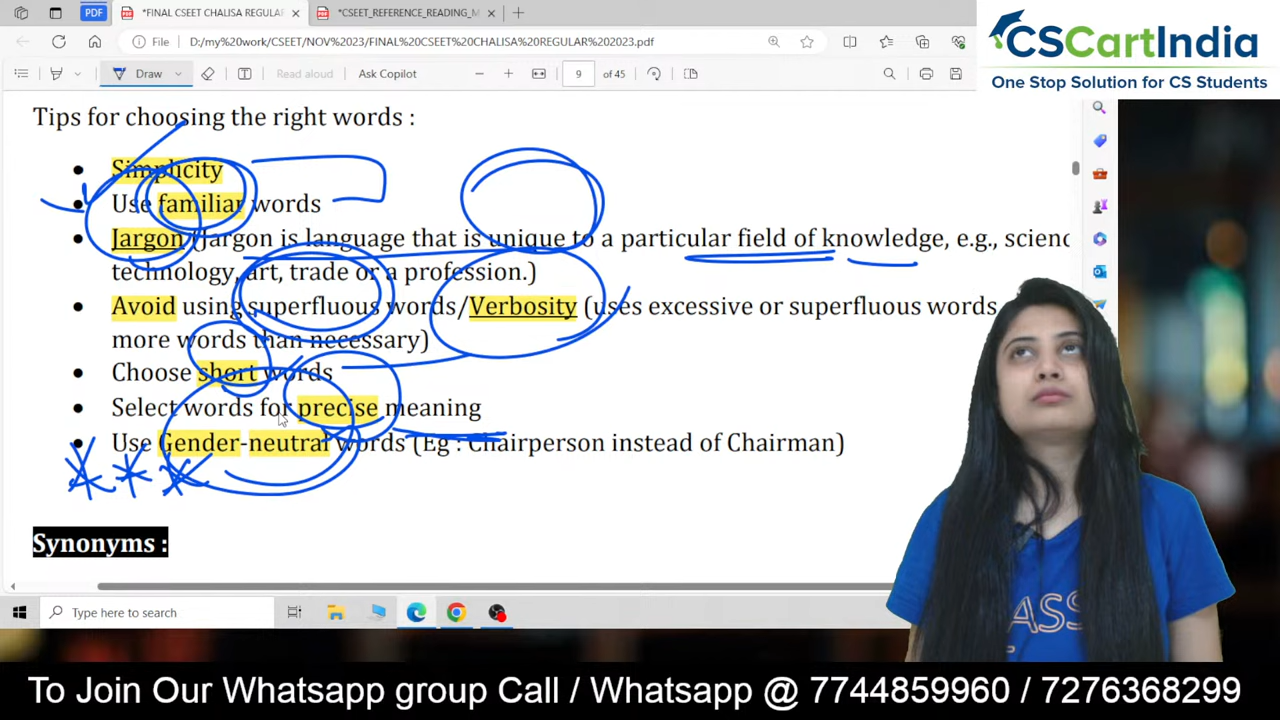 PDF
*FINAL CSEET CHALISA REGULAR
*CSEET_REFERENCE_READING_M
File
D:/my%20work/CSEET/NOV%2023/FINAL%20CSEET%20CHALISA%20REGULAR%202023.pdf
CSCartIndia
One Stop Solution for CS Students
Draw
Read aloud
Ask Copilot
9
of 45
Tips for choosing the right words :
• Simplicity
• Use familiar words
• Jargon (Jargon is language that is unique to a particular field of knowledge, e.g., scienc
technology, art, trade or a profession.)
• Avoid using superfluous words/Verbosity (uses excessive or superfluous words
more words than necessary)
• Choose short words
• Select words for precise meaning
• Use Gender-neutral words (Eg : Chairperson instead of Chairman)
Synonyms :
ASS
Type here to search
To Join Our Whatsapp group Call / Whatsapp @ 7744859960 / 7276368299